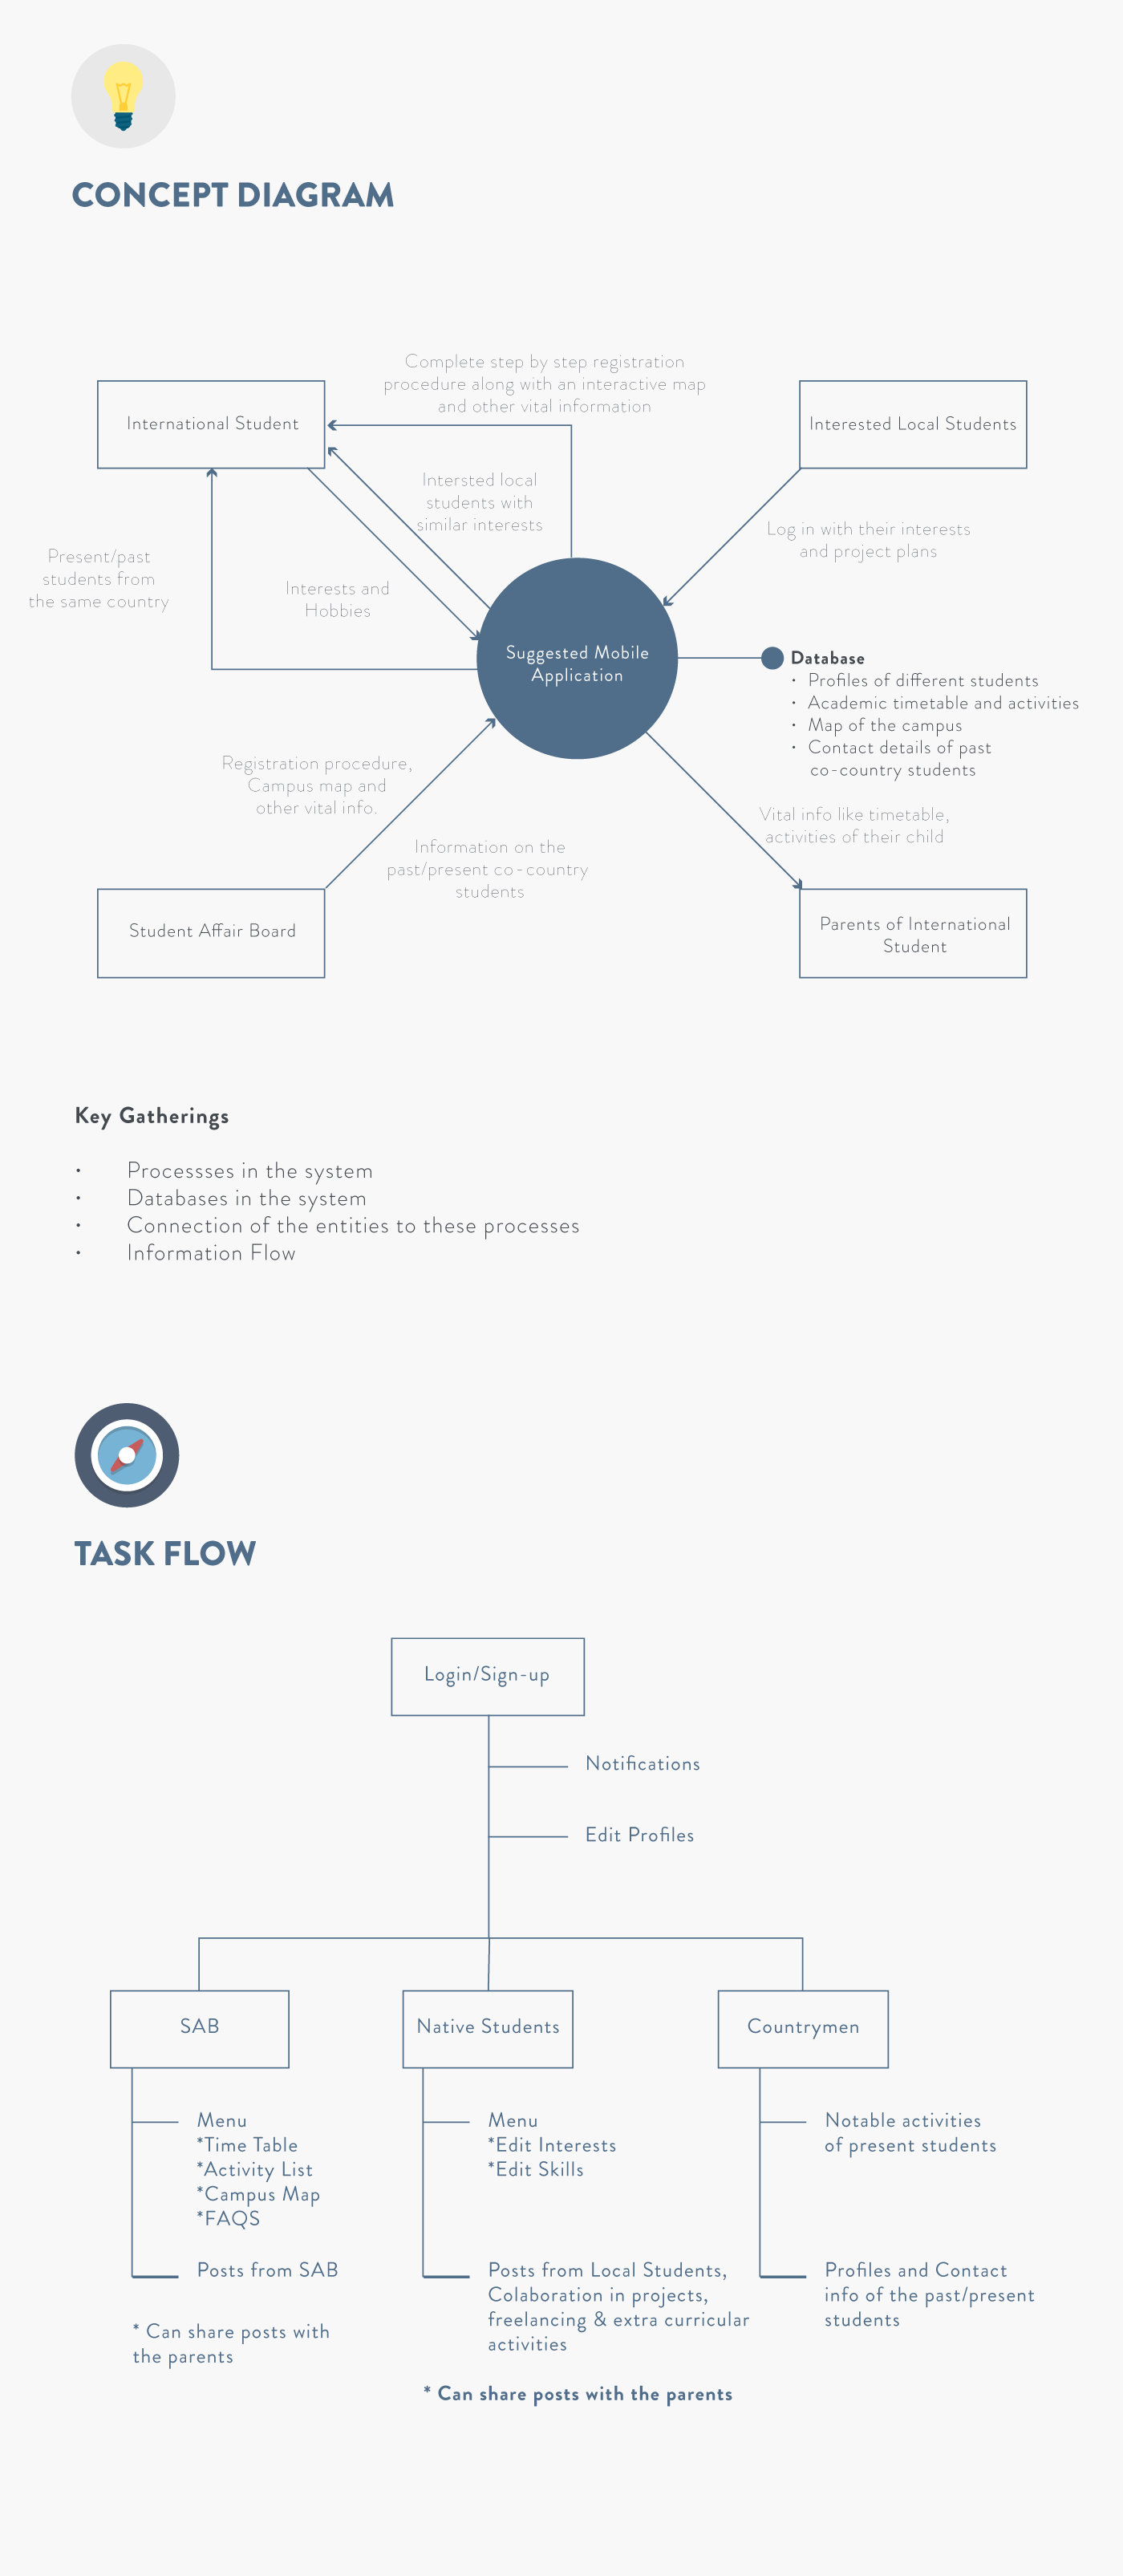 CONCEPT DIAGRAM
Complete step by step registration
procedure along with an interactive map
and other vital information
International Student
Interested Local Students
Intersted local
students with
similar interests
Log in with their interests
and project plans
Present/past
students from
the same country
Interests and
Hobbies
Suggested Mobile
Application
Database
• Profiles of different students
• Academic timetable and activities
• Map of the campus
• Contact details of past
co-country students
Registration procedure,
Campus map and
other vital info.
Vital info like timetable,
activities of their child
Information on the
past/present co-country
students
Student Affair Board
Parents of International
Student
Key Gatherings
• Processses in the system
• Databases in the system
• Connection of the entities to these processes
• Information Flow
TASK FLOW
Login/Sign-up
Notifications
Edit Profiles
SAB
Native Students
Countrymen
Menu
*Time Table
*Activity List
*Campus Map
*FAQS
Posts from SAB
* Can share posts with
the parents
Menu
*Edit Interests
*Edit Skills
Posts from Local Students,
Colaboration in projects,
freelancing & extra curricular
activities
* Can share posts with the parents
Notable activities
of present students
Profiles and Contact
info of the past/present
students